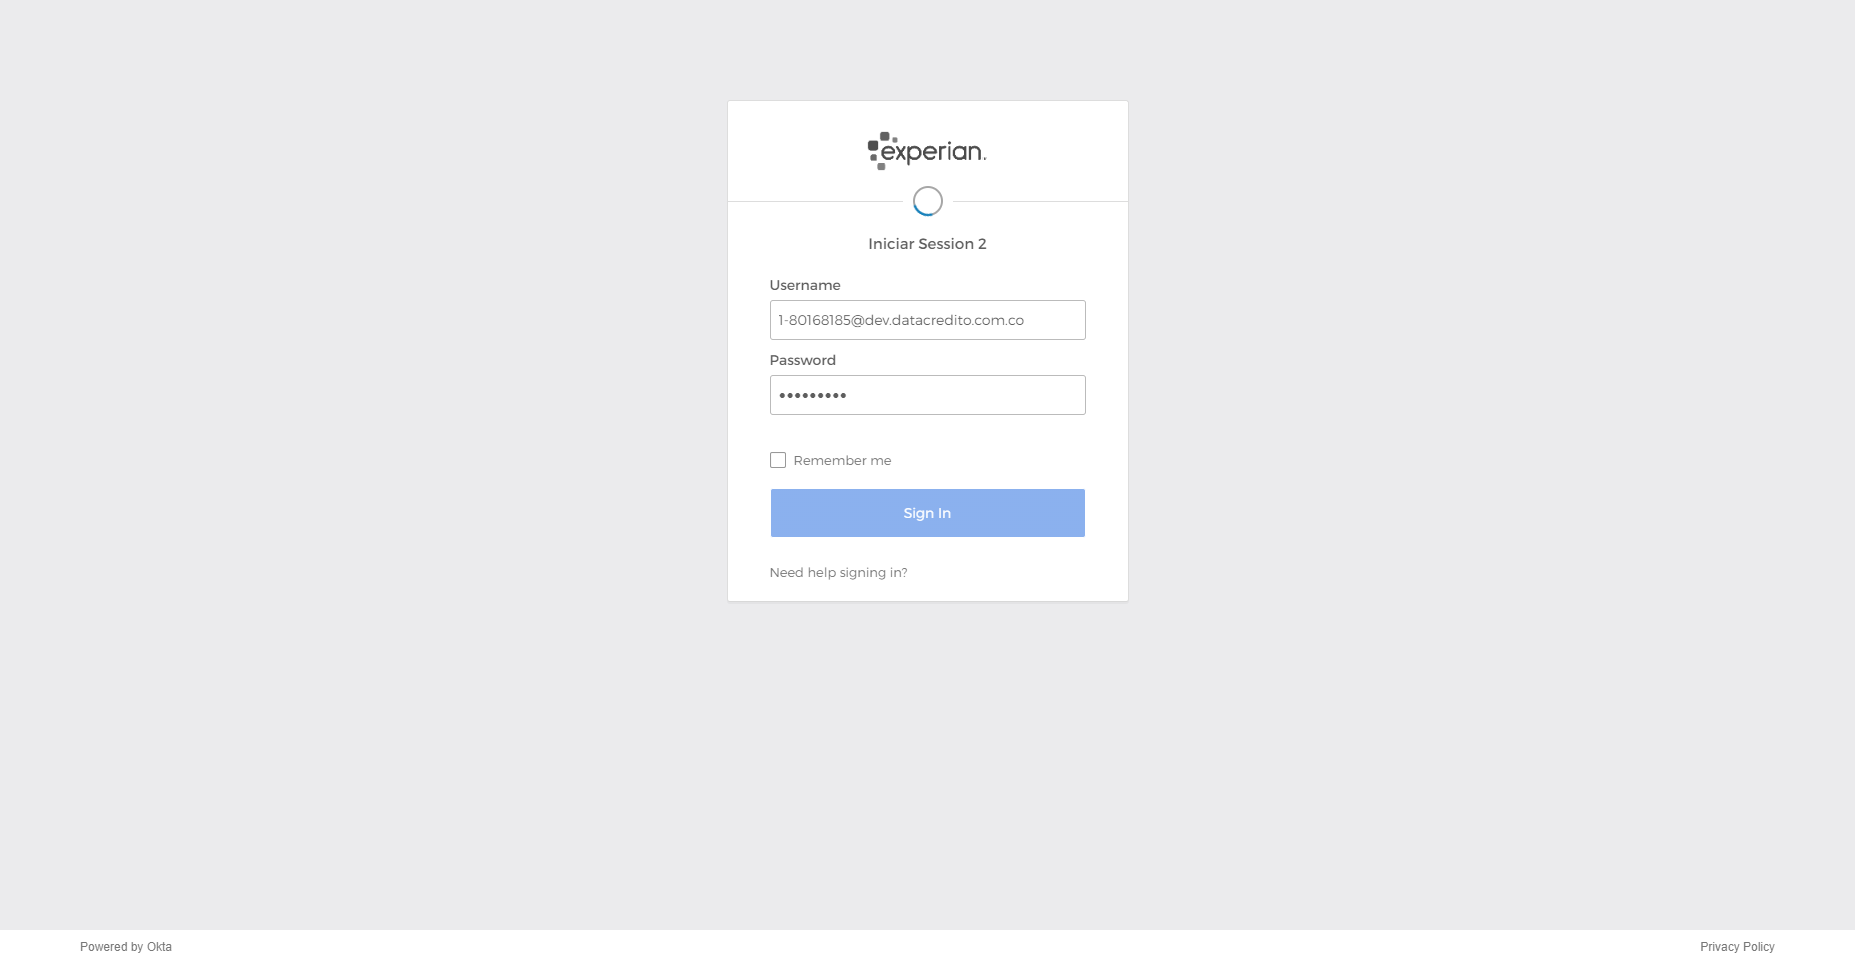 experian.
Iniciar Session 2
Username
1-80168185@dev.datacredito.com.co
Password
•••••••••
Remember me
Sign In
Need help signing in?
Powered by Okta
Privacy Policy